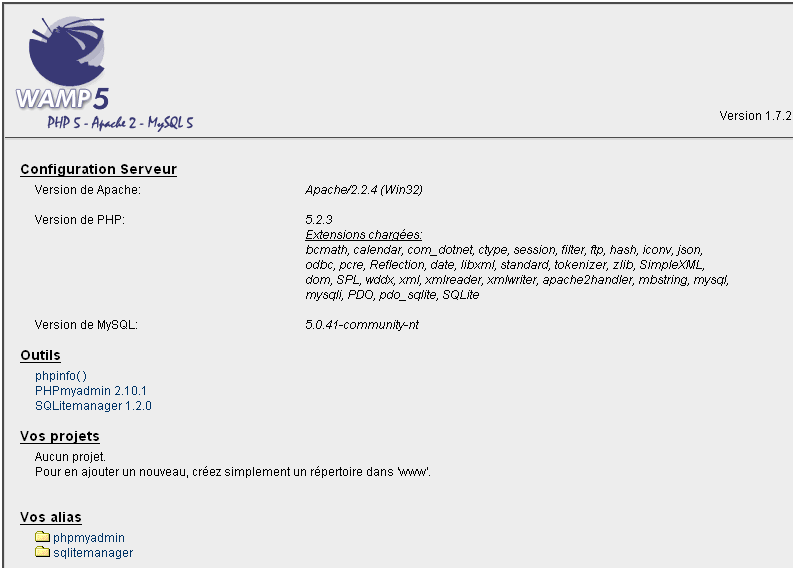 WAMP5
PHP 5 - Apache 2 - MySQL 5
Version 1.7.2
Configuration Serveur
Version de Apache: Apache/2.2.4 (Win32)
Version de PHP: 5.2.3
Extensions chargées:
bcmath, calendar, com_dotnet, ctype, session, filter, ftp, hash, iconv, json,
odbc, pcre, Reflection, date, libxml, standard, tokenizer, zlib, SimpleXML,
dom, SPL, wddx, xml, xmlreader, xmlwriter, apache2handler, mbstring, mysql,
mysqli, PDO, pdo_sqlite, SQLite
Version de MySQL: 5.0.41-community-nt
Outils
phpinfo()
PHPmyadmin 2.10.1
SQLitemanager 1.2.0
Vos projets
Aucun projet.
Pour en ajouter un nouveau, créez simplement un répertoire dans 'www'.
Vos alias
phpmyadmin
sqlitemanager